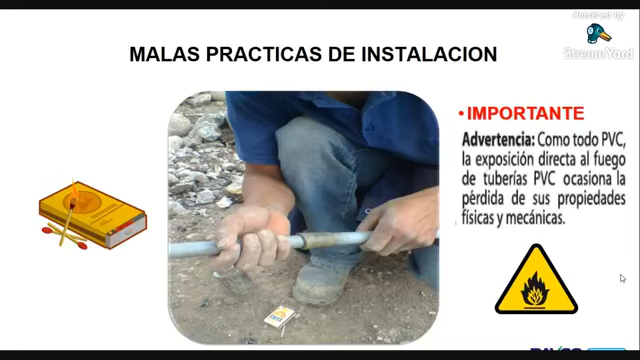 Powered by
StreamYard
MALAS PRACTICAS DE INSTALACION
•IMPORTANTE
Advertencia: Como todo PVC,
la exposición directa al fuego
de tuberías PVC ocasiona la
pérdida de sus propiedades
físicas y mecánicas.